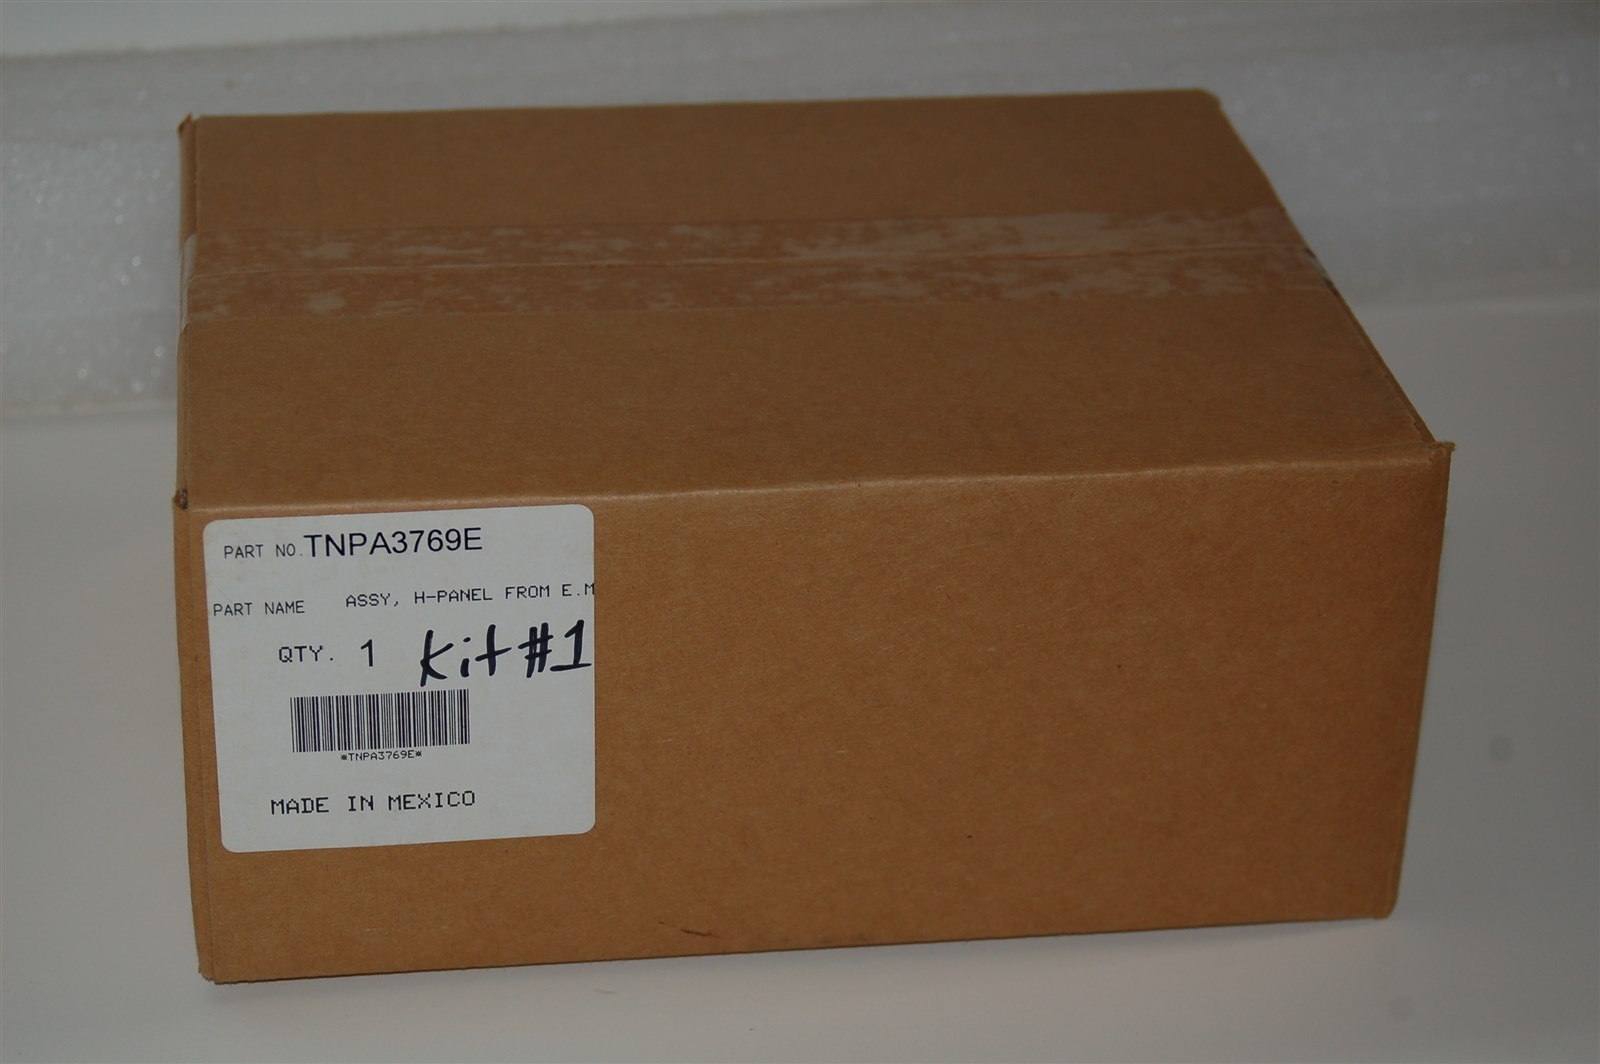 PART NO. TNPA3769E
PART NAME ASSY, H-PANEL FROM E.M
QTY. 1 Kit #1
*TNPA3769E*
MADE IN MEXICO